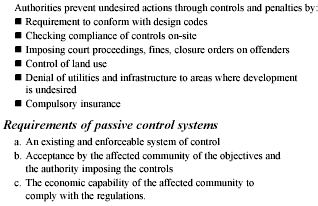 Authorities prevent undesired actions through controls and penalties by:
■ Requirement to conform with design codes
■ Checking compliance of controls on-site
■ Imposing court proceedings, fines, closure orders on offenders
■ Control of land use
■ Denial of utilities and infrastructure to areas where development
is undesired
■ Compulsory insurance
Requirements of passive control systems
a. An existing and enforceable system of control
b. Acceptance by the affected community of the objectives and
the authority imposing the controls
c. The economic capability of the affected community to
comply with the regulations.